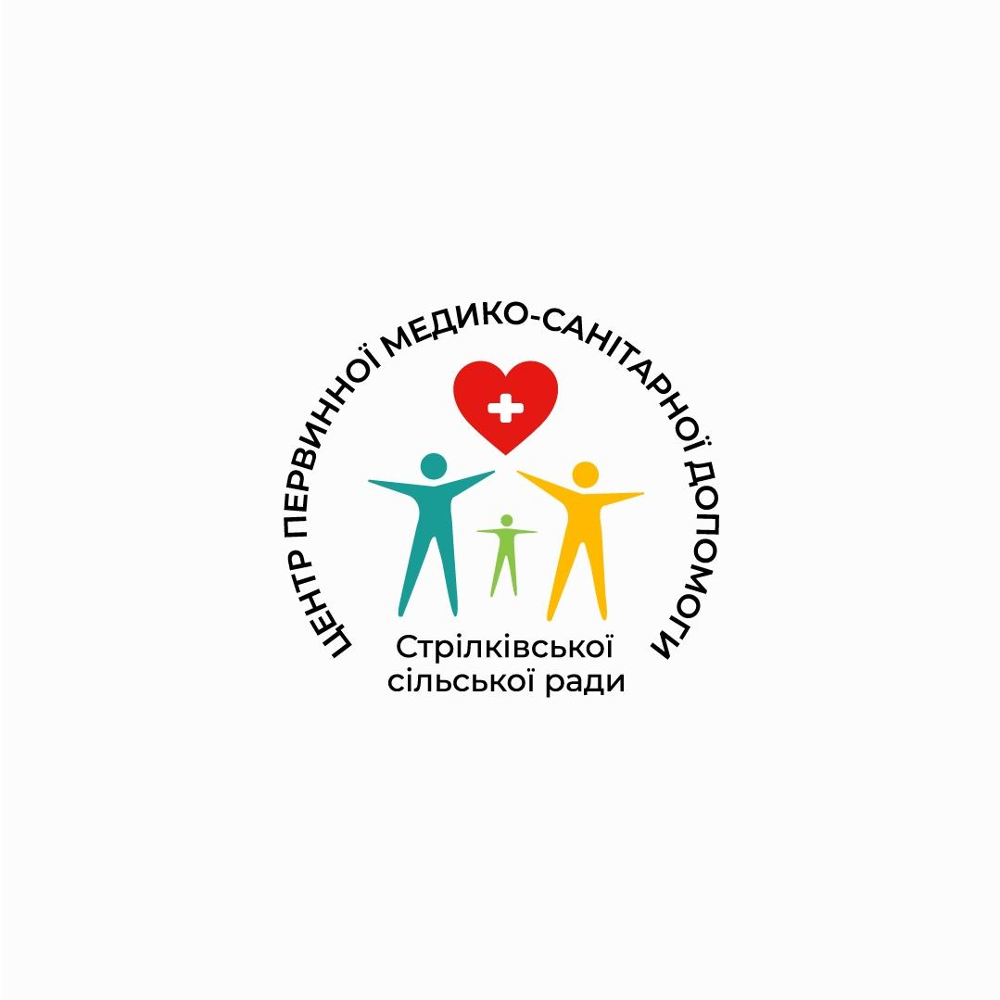 ЦЕНТР ПЕРВИННОЇ МЕДИКО-САНІТАРНОЇ ДОПОМОГИ
Стрілківської
сільської ради